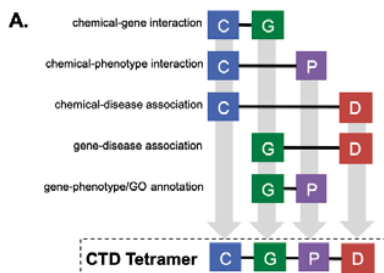 A.
chemical-gene interaction C G
chemical-phenotype interaction C P
chemical-disease association C D
gene-disease association G D
gene-phenotype/GO annotation G P
CTD Tetramer C G P D